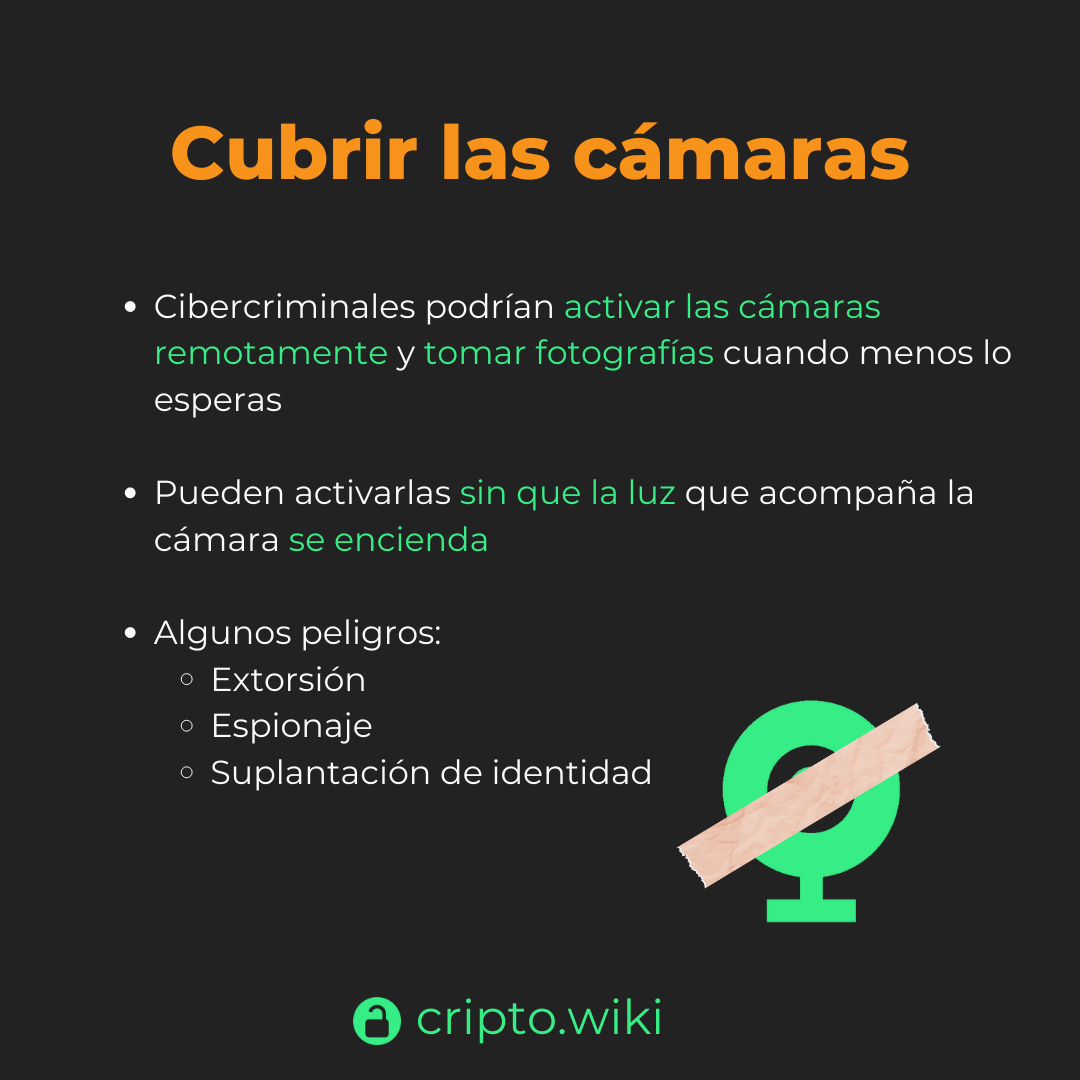 Cubrir las cámaras
Cibercriminales podrían activar las cámaras
remotamente y tomar fotografías cuando menos lo
esperas
Pueden activarlas sin que la luz que acompaña la
cámara se encienda
Algunos peligros:
Extorsión
Espionaje
Suplantación de identidad
cripto.wiki